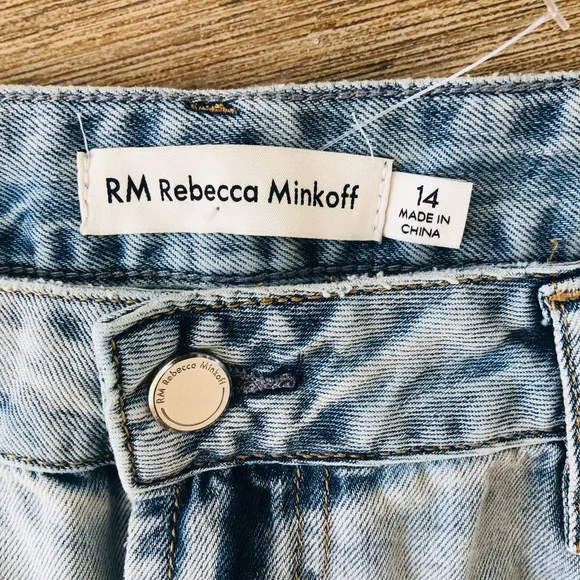 RM Rebecca Minkoff
14
MADE IN
CHINA
RM Rebecca Minkoff